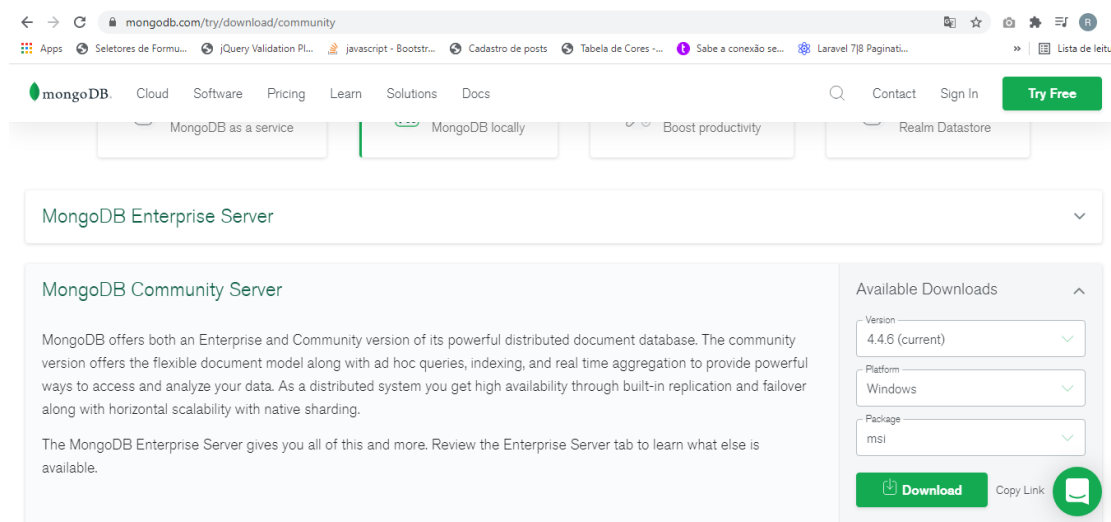 mongodb.com/try/download/community
Apps Seletores de Formu... jQuery Validation Pl... javascript - Bootstr... Cadastro de posts Tabela de Cores -... Sabe a conexão se... Laravel 7|8 Paginati... » Lista de leitu
mongoDB. Cloud Software Pricing Learn Solutions Docs Contact Sign In Try Free
MongoDB as a service MongoDB locally Boost productivity Realm Datastore
MongoDB Enterprise Server
MongoDB Community Server
MongoDB offers both an Enterprise and Community version of its powerful distributed document database. The community
version offers the flexible document model along with ad hoc queries, indexing, and real time aggregation to provide powerful
ways to access and analyze your data. As a distributed system you get high availability through built-in replication and failover
along with horizontal scalability with native sharding.
The MongoDB Enterprise Server gives you all of this and more. Review the Enterprise Server tab to learn what else is
available.
Available Downloads
Version
4.4.6 (current)
Platform
Windows
Package
msi
Download Copy Link